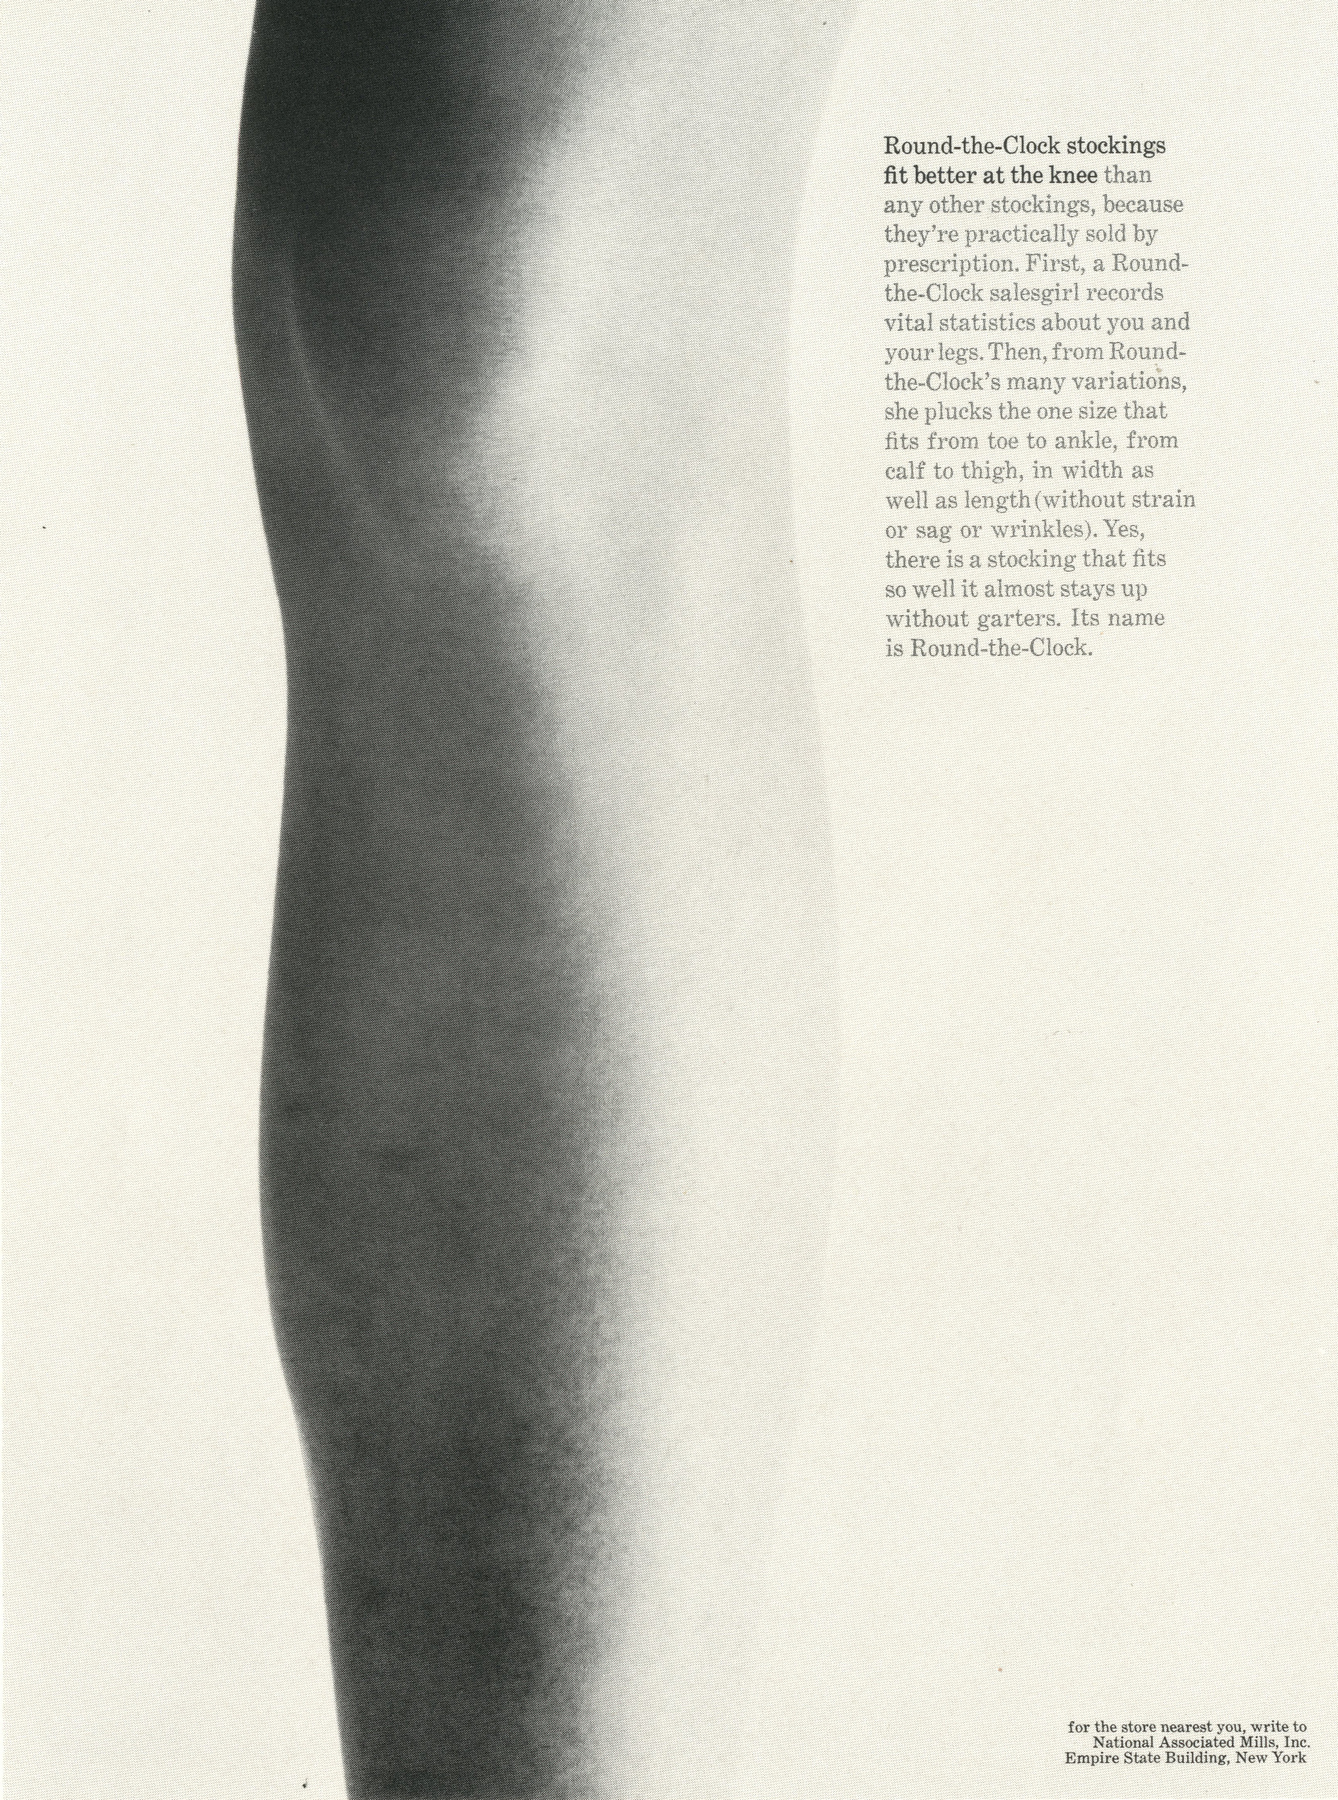 Round-the-Clock stockings
fit better at the knee than
any other stockings, because
they're practically sold by
prescription. First, a Round-
the-Clock salesgirl records
vital statistics about you and
your legs. Then, from Round-
the-Clock's many variations,
she plucks the one size that
fits from toe to ankle, from
calf to thigh, in width as
well as length (without strain
or sag or wrinkles). Yes,
there is a stocking that fits
so well it almost stays up
without garters. Its name
is Round-the-Clock.
for the store nearest you, write to
National Associated Mills, Inc.
Empire State Building, New York